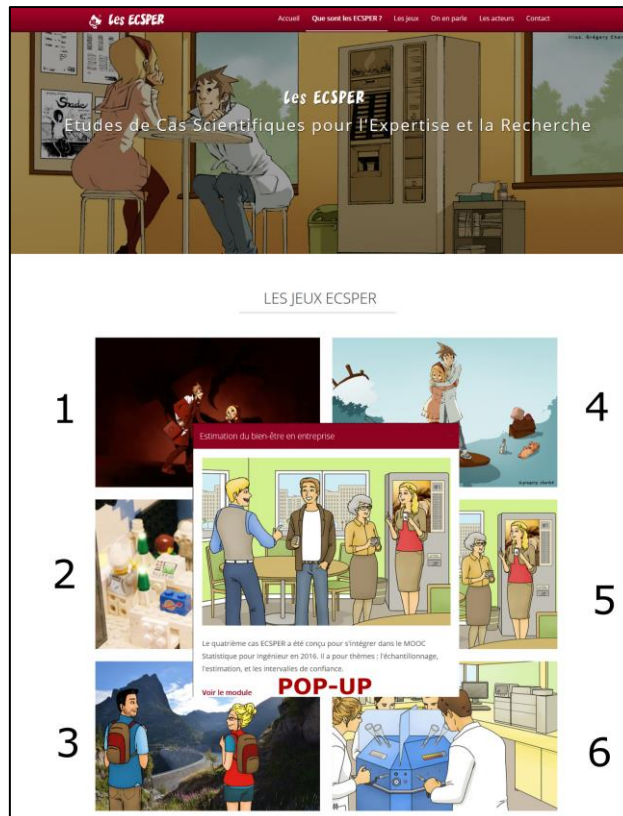 Les ECSPER
Accueil Que sont les ECSPER ? Les jeux On en parle Les acteurs Contact
Illus. Grégory
Shade
Les ECSPER
Etudes de Cas Scientifiques pour l'Expertise et la Recherche
LES JEUX ECSPER
1
4
Estimation du bien-être en entreprise
2
5
Le quatrième cas ECSPER a été conçu pour s'intégrer dans le MOOC
Statistique pour ingénieur en 2016. Il a pour thèmes : l'échantillonnage,
l'estimation, et les intervalles de confiance.
Voir le module
POP-UP
3
6